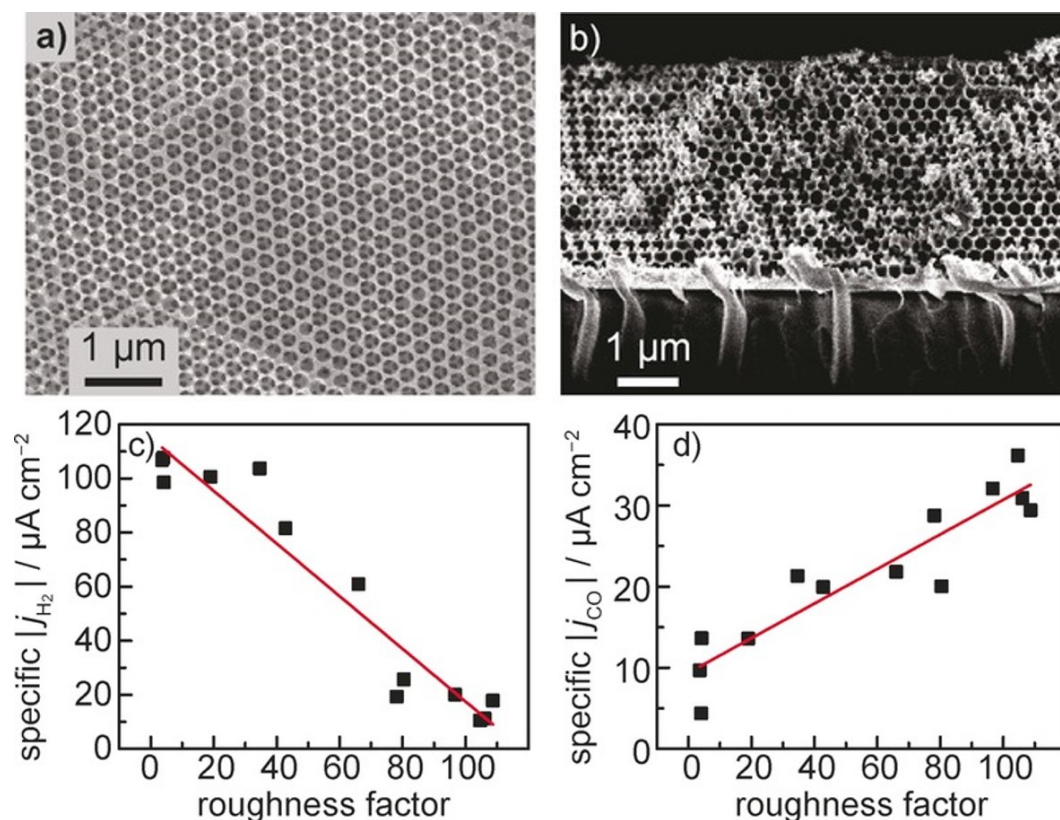 a)
1 μm
b)
1 μm
c)
120
100
80
60
40
20
0
specific |j_H2| / μA cm⁻²
0 20 40 60 80 100
roughness factor
d)
40
30
20
10
0
specific |j_CO| / μA cm⁻²
0 20 40 60 80 100
roughness factor